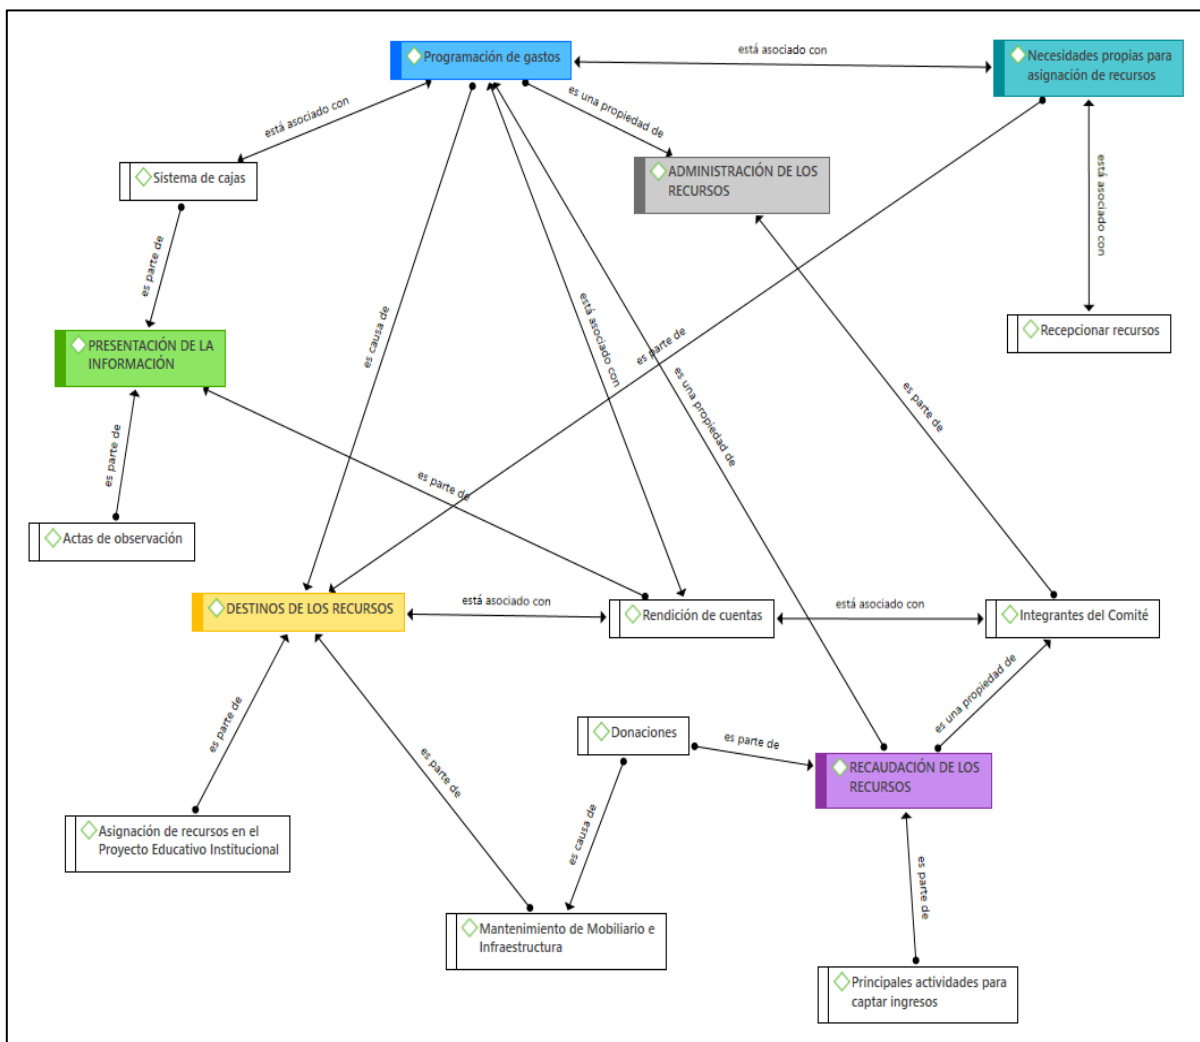 Programación de gastos
está asociado con
Necesidades propias para
asignación de recursos
está asociado con
es una propiedad de
Sistema de cajas
ADMINISTRACIÓN DE LOS
RECURSOS
está asociado con
es parte de
está asociado con
es causa de
es parte de
PRESENTACIÓN DE LA
INFORMACIÓN
Recepcionar recursos
es una propiedad de
es parte de
es parte de
es parte de
Actas de observación
DESTINOS DE LOS RECURSOS
está asociado con
Rendición de cuentas
está asociado con
Integrantes del Comité
es parte de
es una propiedad de
Donaciones
es parte de
es parte de
RECAUDACIÓN DE LOS
RECURSOS
Asignación de recursos en el
Proyecto Educativo Institucional
es causa de
es parte de
Mantenimiento de Mobiliario e
Infraestructura
Principales actividades para
captar ingresos